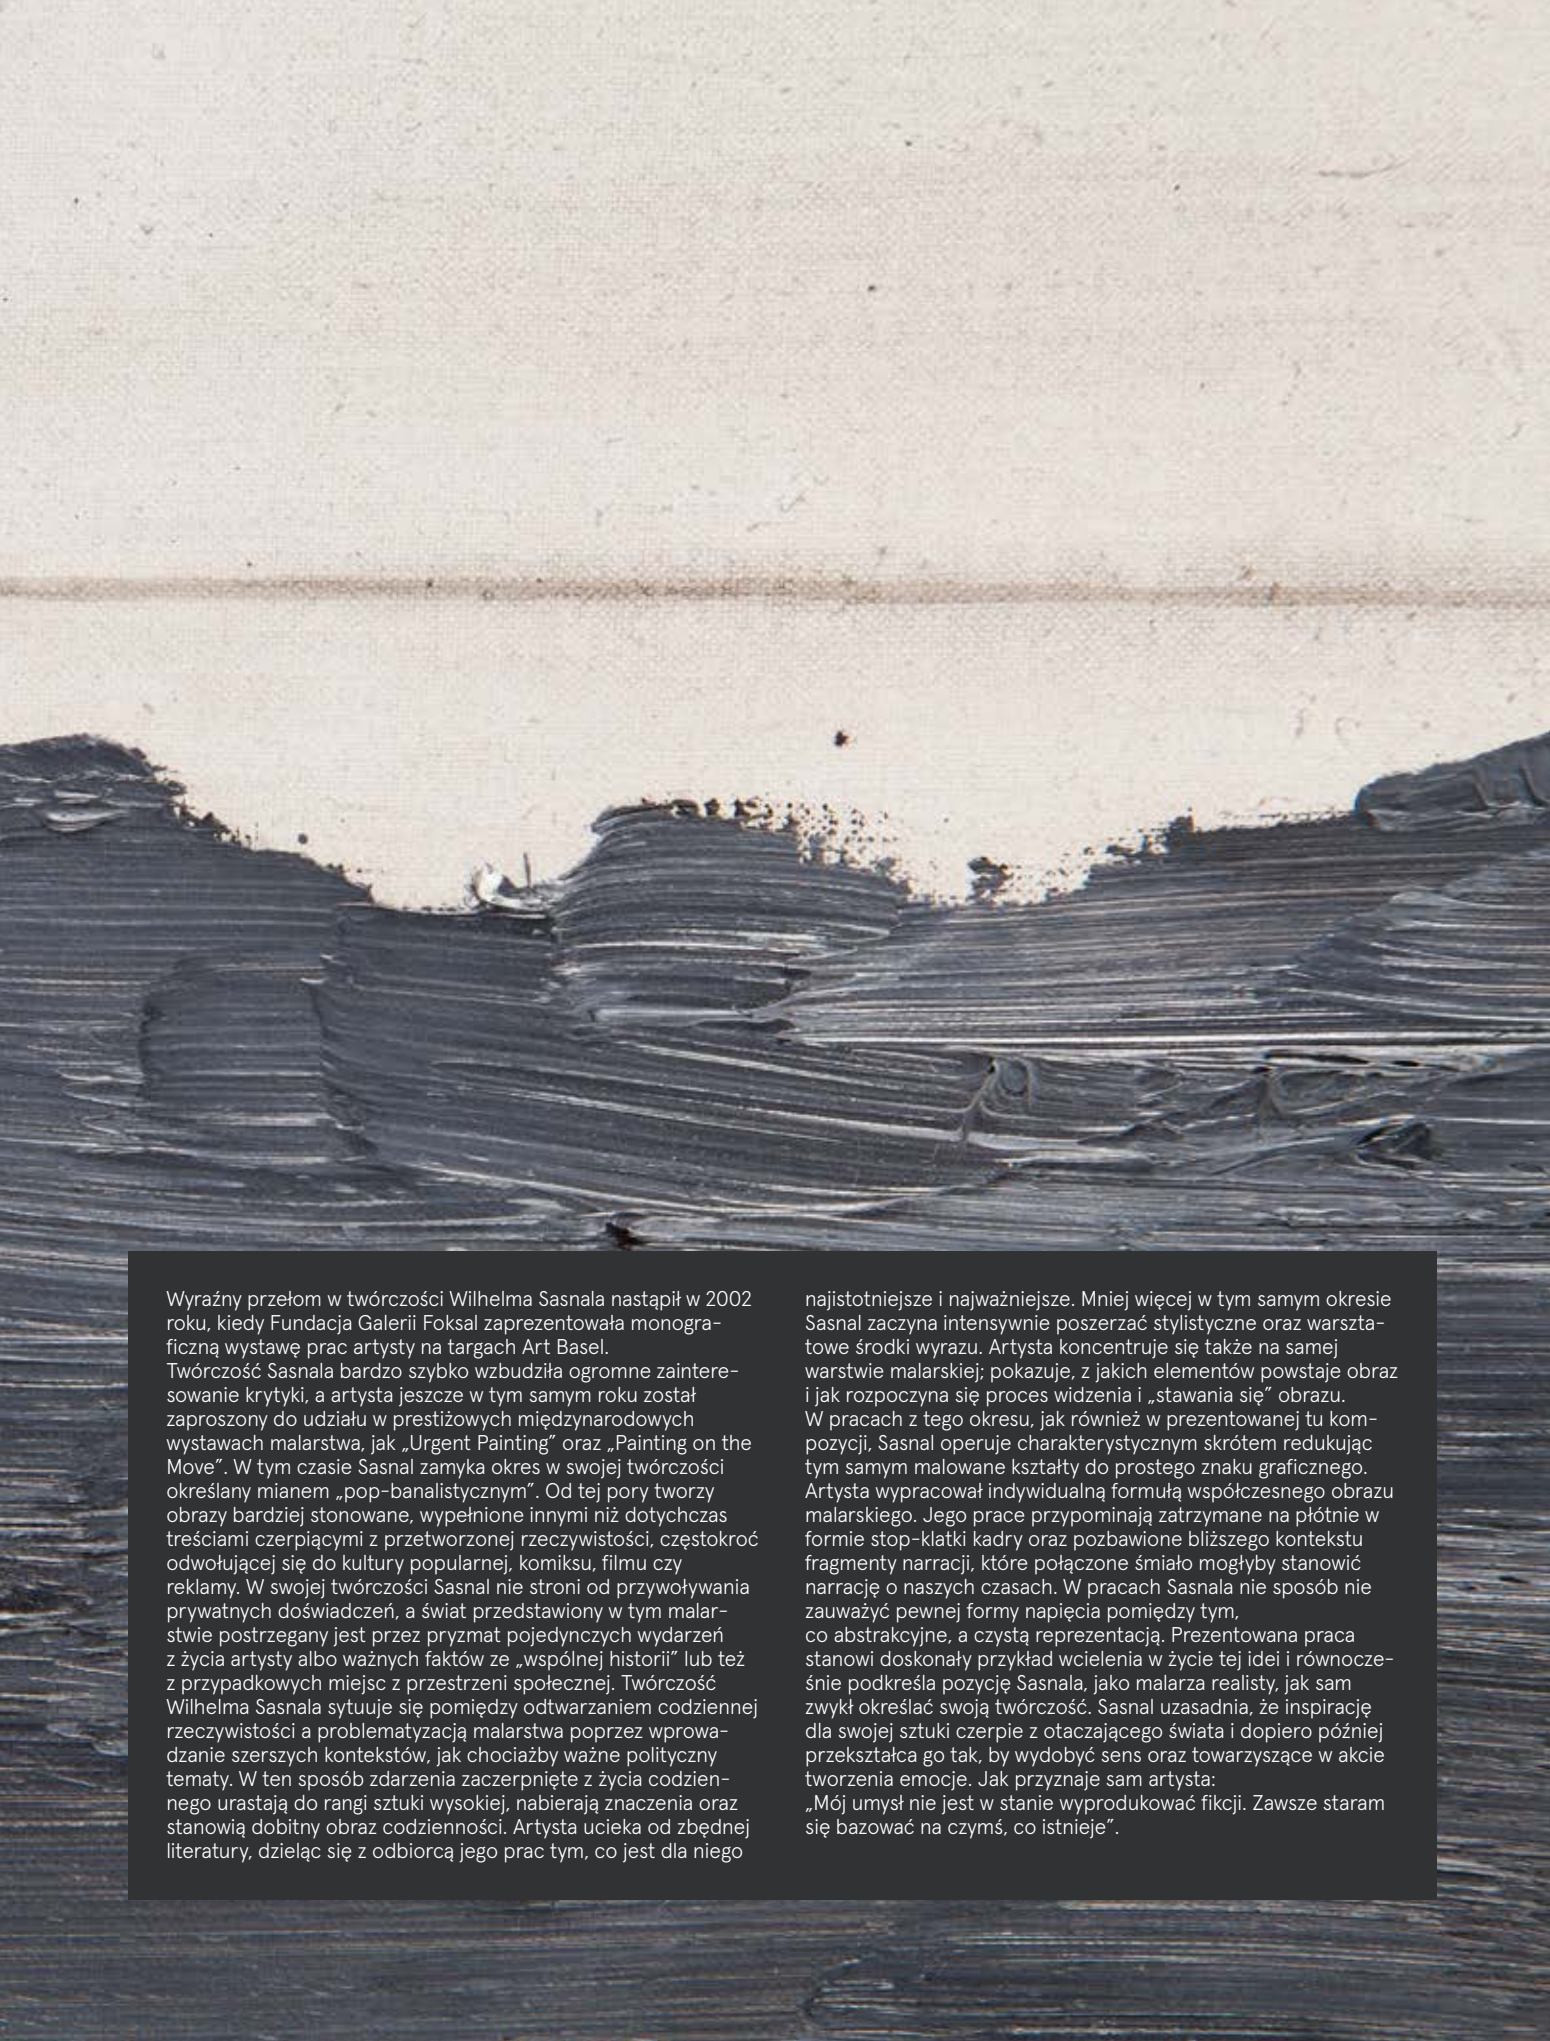 Wyraźny przełom w twórczości Wilhelma Sasnala nastąpił w 2002
roku, kiedy Fundacja Galerii Foksal zaprezentowała monogra-
ficzną wystawę prac artysty na targach Art Basel.
Twórczość Sasnala bardzo szybko wzbudziła ogromne zaintere-
sowanie krytyki, a artysta jeszcze w tym samym roku został
zaproszony do udziału w prestiżowych międzynarodowych
wystawach malarstwa, jak „Urgent Painting” oraz „Painting on the
Move”. W tym czasie Sasnal zamyka okres w swojej twórczości
określany mianem „pop-banalistycznym”. Od tej pory tworzy
obrazy bardziej stonowane, wypełnione innymi niż dotychczas
treściami czerpiącymi z przetworzonej rzeczywistości, częstokroć
odwołującej się do kultury popularnej, komiksu, filmu czy
reklamy. W swojej twórczości Sasnal nie stroni od przywoływania
prywatnych doświadczeń, a świat przedstawiony w tym malar-
stwie postrzegany jest przez pryzmat pojedynczych wydarzeń
z życia artysty albo ważnych faktów ze „wspólnej historii” lub też
z przypadkowych miejsc z przestrzeni społecznej. Twórczość
Wilhelma Sasnala sytuuje się pomiędzy odtwarzaniem codziennej
rzeczywistości a problematyzacją malarstwa poprzez wprowa-
dzanie szerszych kontekstów, jak chociażby ważne polityczny
tematy. W ten sposób zdarzenia zaczerpnięte z życia codzien-
nego urastają do rangi sztuki wysokiej, nabierają znaczenia oraz
stanowią dobitny obraz codzienności. Artysta ucieka od zbędnej
literatury, dzieląc się z odbiorcą jego prac tym, co jest dla niego
najistotniejsze i najważniejsze. Mniej więcej w tym samym okresie
Sasnal zaczyna intensywnie poszerzać stylistyczne oraz warszta-
towe środki wyrazu. Artysta koncentruje się także na samej
warstwie malarskiej; pokazuje, z jakich elementów powstaje obraz
i jak rozpoczyna się proces widzenia i „stawania się” obrazu.
W pracach z tego okresu, jak również w prezentowanej tu kom-
pozycji, Sasnal operuje charakterystycznym skrótem redukując
tym samym malowane kształty do prostego znaku graficznego.
Artysta wypracował indywidualną formułą współczesnego obrazu
malarskiego. Jego prace przypominają zatrzymane na płótnie w
formie stop-klatki kadry oraz pozbawione bliższego kontekstu
fragmenty narracji, które połączone śmiało mogłyby stanowić
narrację o naszych czasach. W pracach Sasnala nie sposób nie
zauważyć pewnej formy napięcia pomiędzy tym,
co abstrakcyjne, a czystą reprezentacją. Prezentowana praca
stanowi doskonały przykład wcielenia w życie tej idei i równocze-
śnie podkreśla pozycję Sasnala, jako malarza realisty, jak sam
zwykł określać swoją twórczość. Sasnal uzasadnia, że inspirację
dla swojej sztuki czerpie z otaczającego świata i dopiero później
przekształca go tak, by wydobyć sens oraz towarzyszące w akcie
tworzenia emocje. Jak przyznaje sam artysta:
„Mój umysł nie jest w stanie wyprodukować fikcji. Zawsze staram
się bazować na czymś, co istnieje”.